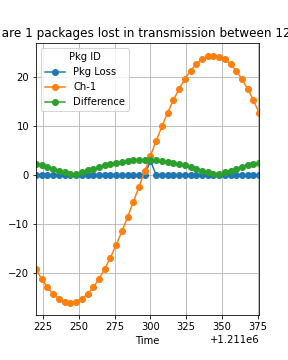 are 1 packages lost in transmission between 12
Pkg ID
Pkg Loss
Ch-1
Difference
20
10
0
−10
−20
225 250 275 300 325 350 375
Time
+1.211e6